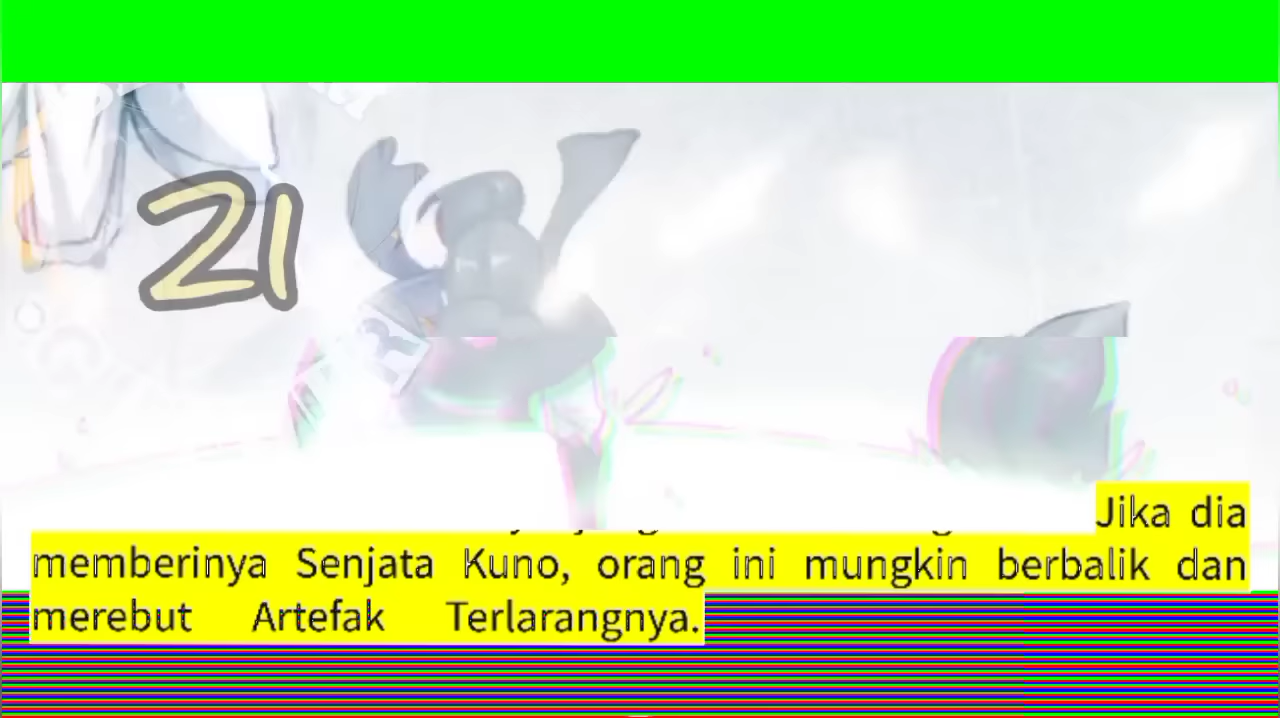 21
Jika dia
memberinya Senjata Kuno, orang ini mungkin berbalik dan
merebut Artefak Terlarangnya.